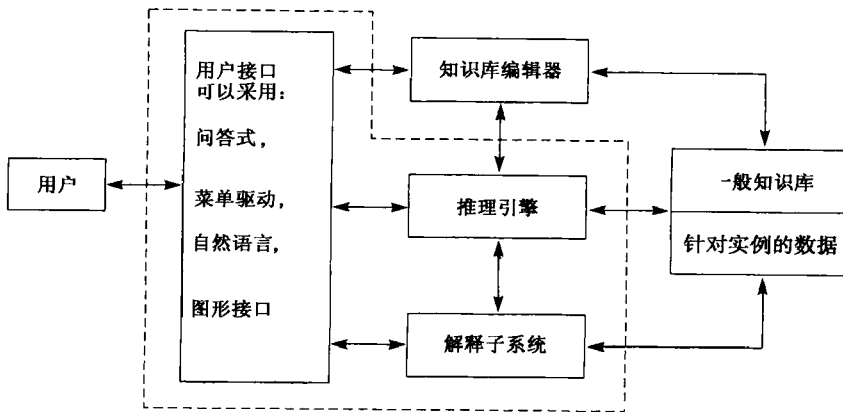 用户
用户接口
可以采用：
问答式，
菜单驱动，
自然语言，
图形接口
知识库编辑器
推理引擎
解释子系统
一般知识库
针对实例的数据